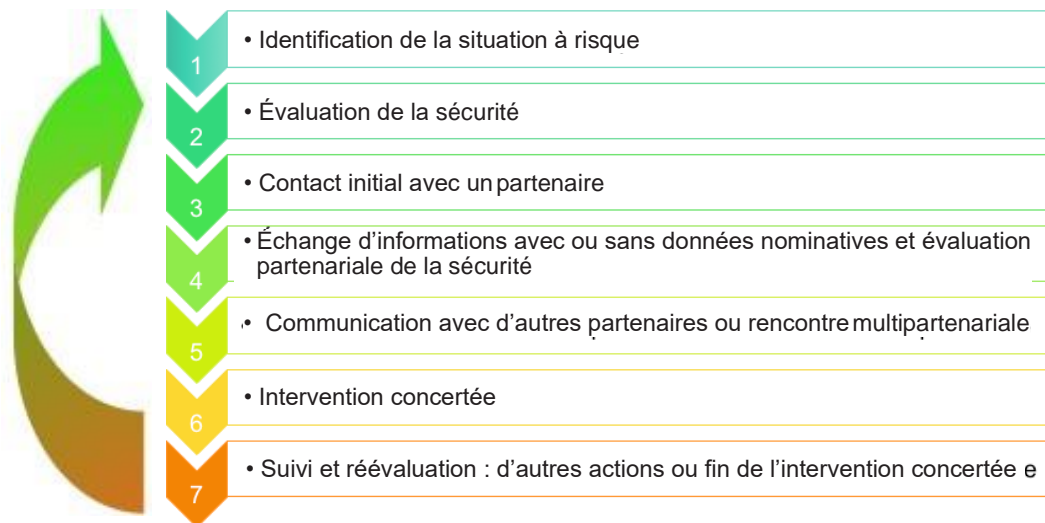 1
• Identification de la situation à risque
2
• Évaluation de la sécurité
3
• Contact initial avec un partenaire
4
• Échange d’informations avec ou sans données nominatives et évaluation
partenariale de la sécurité
5
• Communication avec d’autres partenaires ou rencontre multipartenariale
6
• Intervention concertée
7
• Suivi et réévaluation : d’autres actions ou fin de l’intervention concertée e